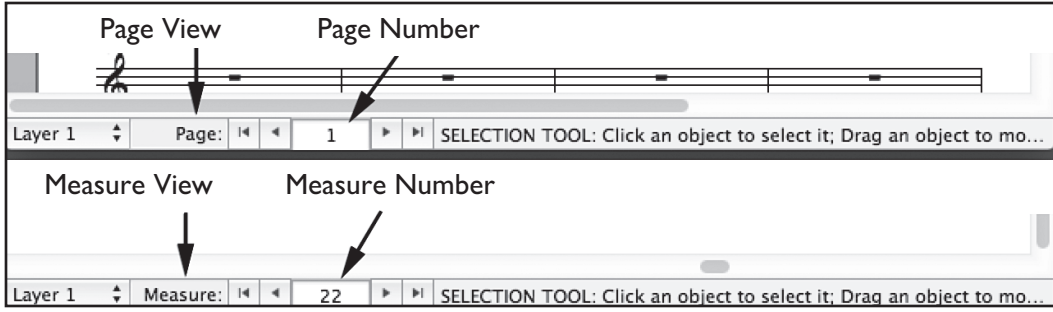 Page View Page Number
Layer 1 Page: 1 SELECTION TOOL: Click an object to select it; Drag an object to mo...
Measure View Measure Number
Layer 1 Measure: 22 SELECTION TOOL: Click an object to select it; Drag an object to mo...